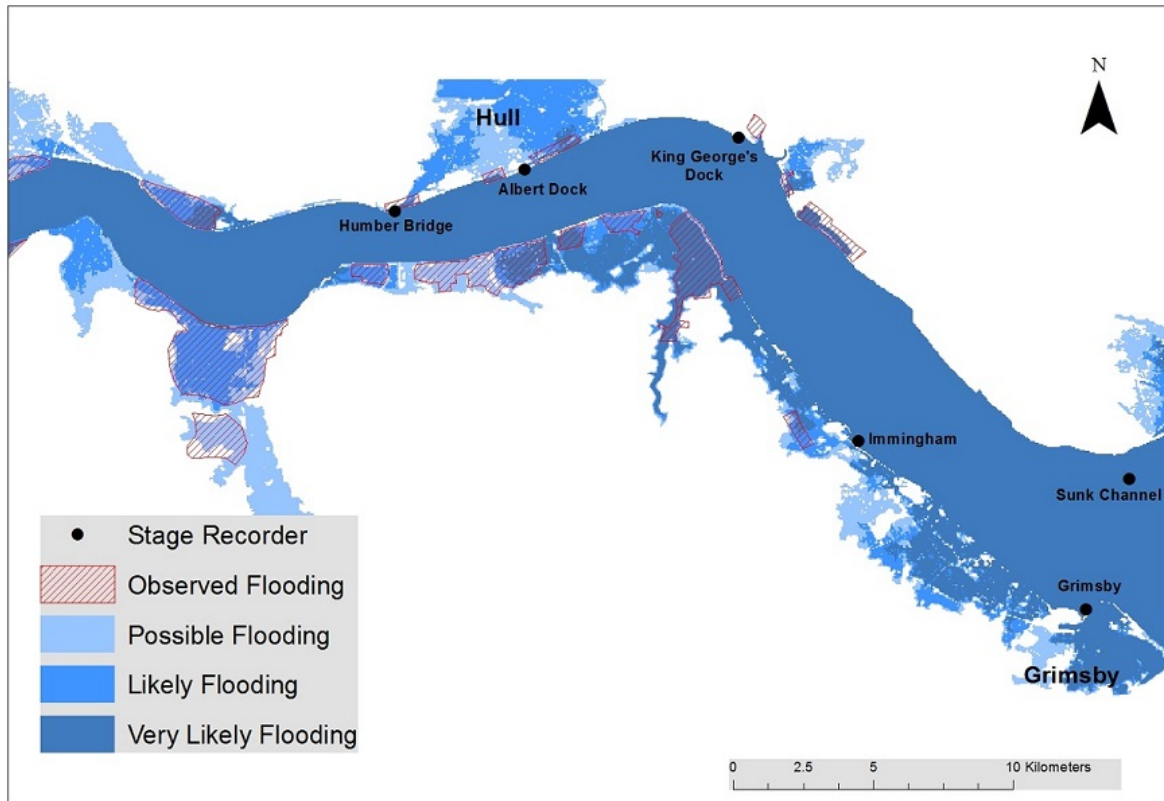 N
Hull
King George's
Dock
Albert Dock
Humber Bridge
Immingham
Sunk Channel
Grimsby
Grimsby
Stage Recorder
Observed Flooding
Possible Flooding
Likely Flooding
Very Likely Flooding
0 2.5 5 10 Kilometers